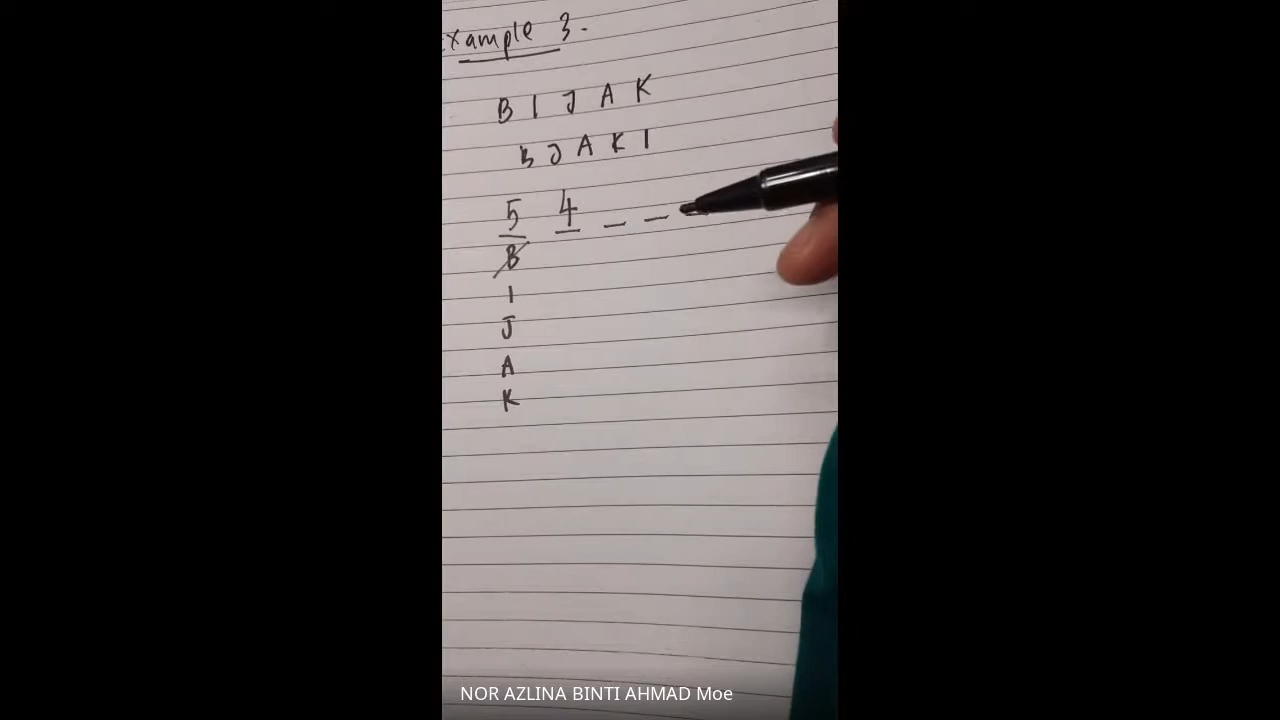 Example 3.
B I J A K
B J A K I
5 4 _ _ _
B
I
J
A
K
NOR AZLINA BINTI AHMAD Moe